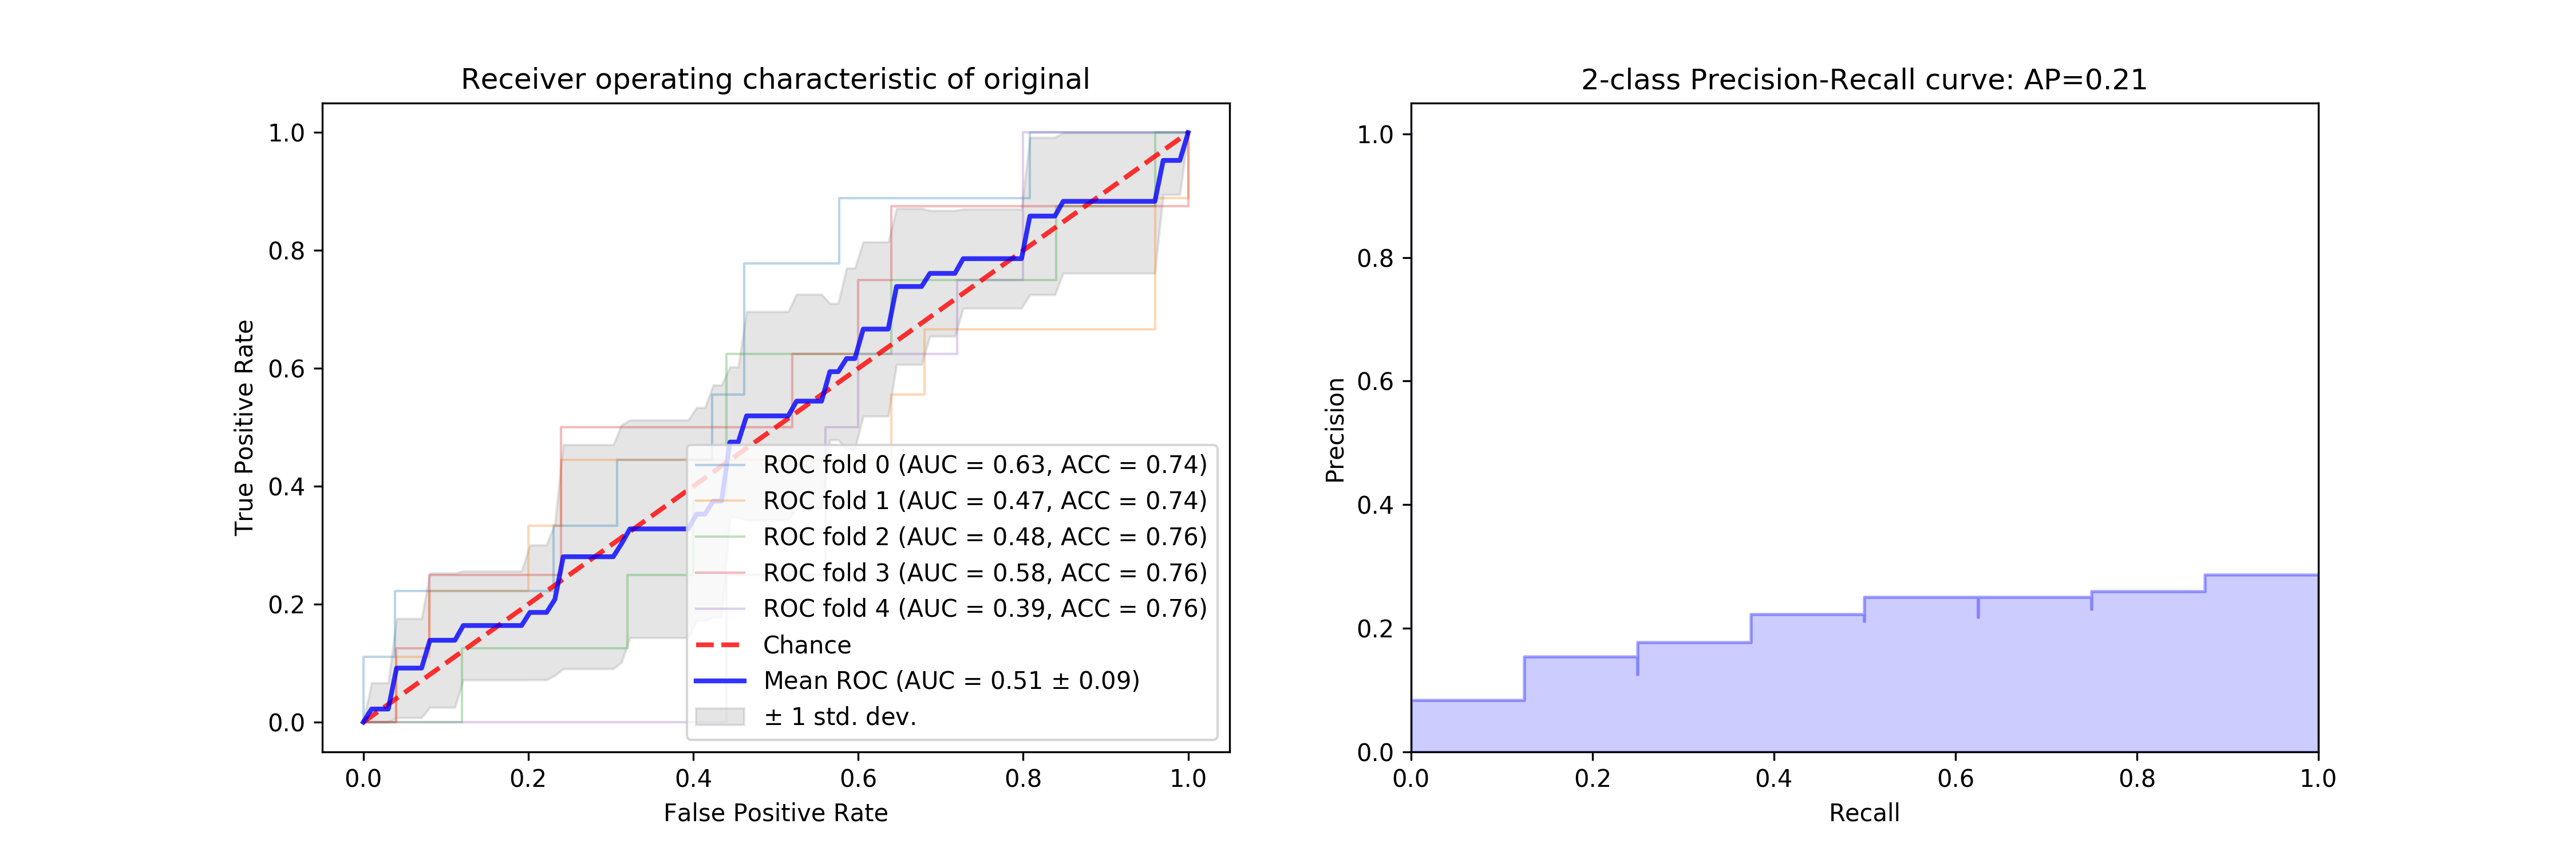 Receiver operating characteristic of original
True Positive Rate
1.0
0.8
0.6
0.4
0.2
0.0
ROC fold 0 (AUC = 0.63, ACC = 0.74)
ROC fold 1 (AUC = 0.47, ACC = 0.74)
ROC fold 2 (AUC = 0.48, ACC = 0.76)
ROC fold 3 (AUC = 0.58, ACC = 0.76)
ROC fold 4 (AUC = 0.39, ACC = 0.76)
Chance
Mean ROC (AUC = 0.51 ± 0.09)
± 1 std. dev.
0.0 0.2 0.4 0.6 0.8 1.0
False Positive Rate
2-class Precision-Recall curve: AP=0.21
Precision
1.0
0.8
0.6
0.4
0.2
0.0
0.0 0.2 0.4 0.6 0.8 1.0
Recall